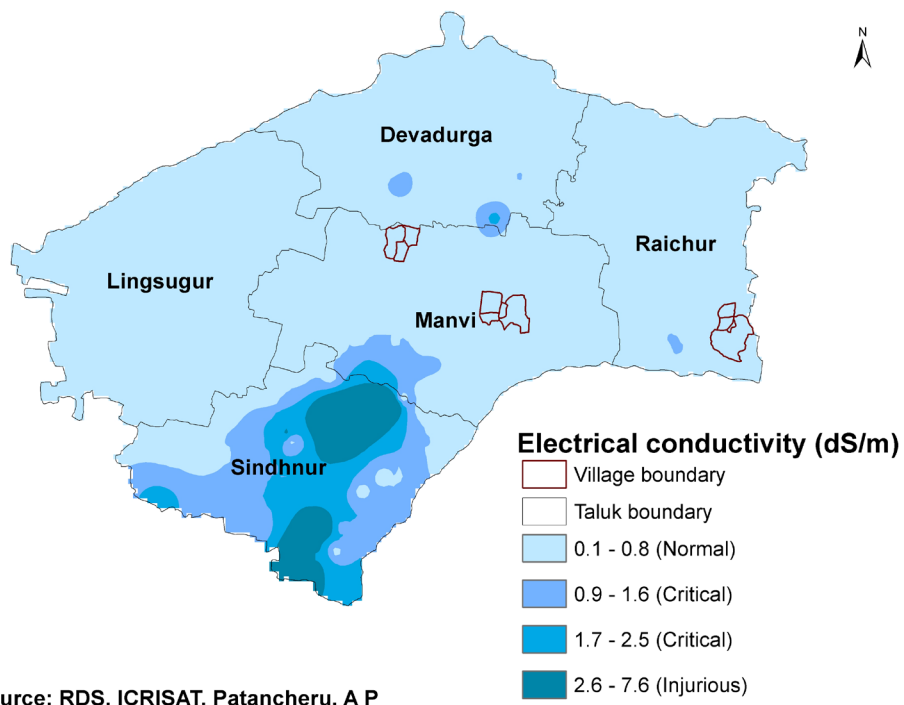 N
Devadurga
Raichur
Lingsugur
Manvi
Sindhnur
Electrical conductivity (dS/m)
Village boundary
Taluk boundary
0.1 - 0.8 (Normal)
0.9 - 1.6 (Critical)
1.7 - 2.5 (Critical)
2.6 - 7.6 (Injurious)
urce: RDS, ICRISAT, Patancheru, A P